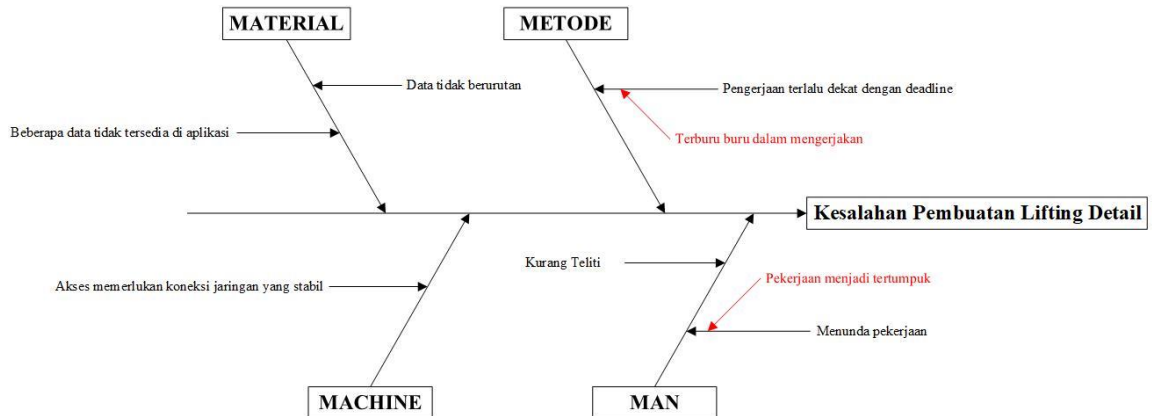 MATERIAL
METODE
Data tidak berurutan
Pengerjaan terlalu dekat dengan deadline
Beberapa data tidak tersedia di aplikasi
Terburu buru dalam mengerjakan
Kesalahan Pembuatan Lifting Detail
Kurang Teliti
Pekerjaan menjadi tertumpuk
Akses memerlukan koneksi jaringan yang stabil
Menunda pekerjaan
MACHINE
MAN